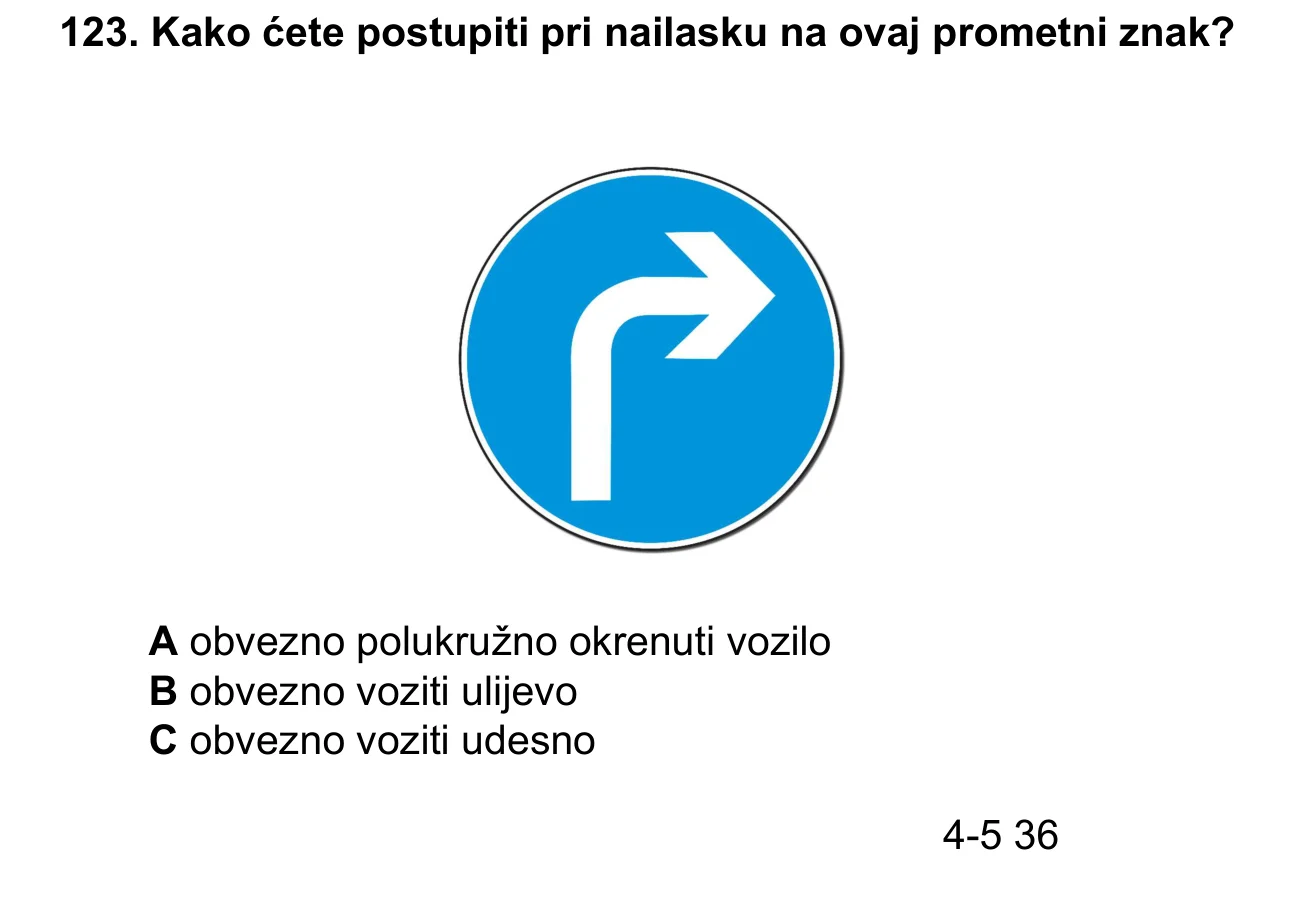 123. Kako ćete postupiti pri nailasku na ovaj prometni znak?
A obvezno polukružno okrenuti vozilo
B obvezno voziti ulijevo
C obvezno voziti udesno
4-5 36